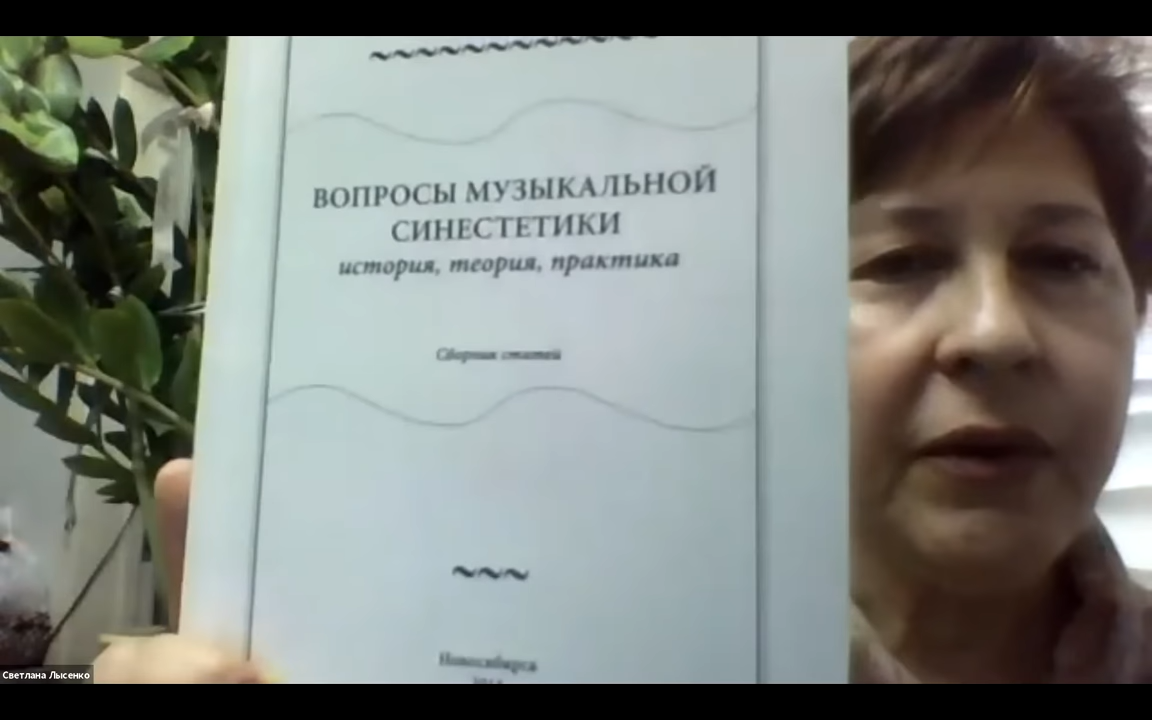 ВОПРОСЫ МУЗЫКАЛЬНОЙ
СИНЕСТЕТИКИ
история, теория, практика
Сборник статей
Новосибирск
Светлана Лысенко